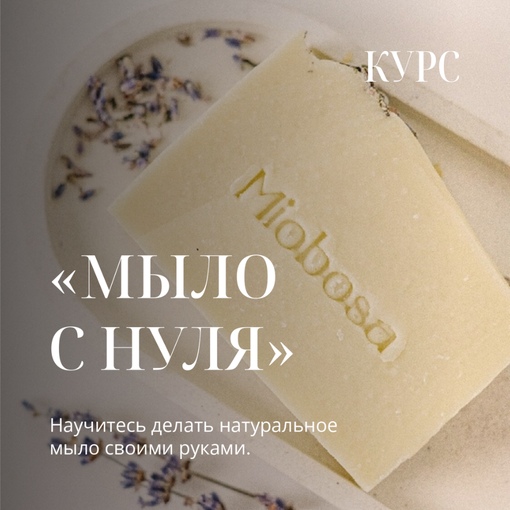 КУРС
Miobosa
«МЫЛО
С НУЛЯ»
Научитесь делать натуральное
мыло своими руками.